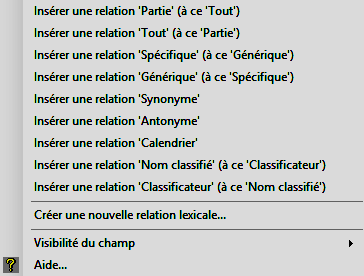 Insérer une relation 'Partie' (à ce 'Tout')
Insérer une relation 'Tout' (à ce 'Partie')
Insérer une relation 'Spécifique' (à ce 'Générique')
Insérer une relation 'Générique' (à ce 'Spécifique')
Insérer une relation 'Synonyme'
Insérer une relation 'Antonyme'
Insérer une relation 'Calendrier'
Insérer une relation 'Nom classifié' (à ce 'Classificateur')
Insérer une relation 'Classificateur' (à ce 'Nom classifié')
Créer une nouvelle relation lexicale...
Visibilité du champ
? Aide...